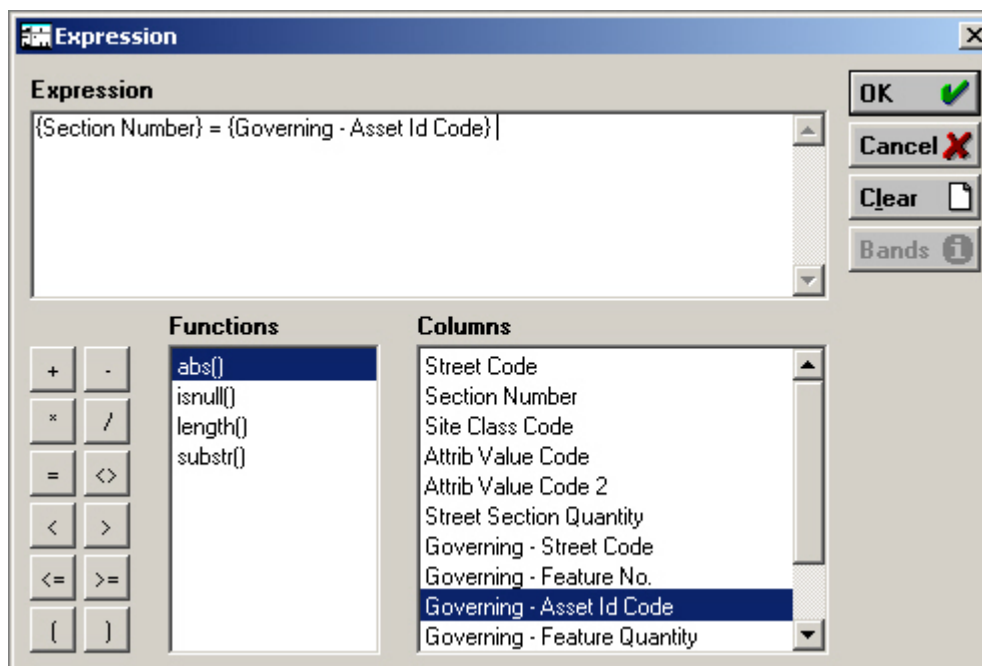 Expression
Expression
{Section Number} = {Governing - Asset Id Code}
OK
Cancel
Clear
Bands
Functions
Columns
+ -
* /
= <>
< >
<= >=
( )
abs()
isnull()
length()
substr()
Street Code
Section Number
Site Class Code
Attrib Value Code
Attrib Value Code 2
Street Section Quantity
Governing - Street Code
Governing - Feature No.
Governing - Asset Id Code
Governing - Feature Quantity